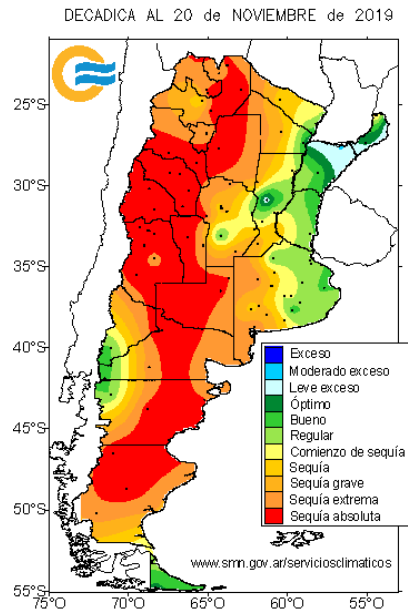 DECADICA AL 20 de NOVIEMBRE de 2019
25°S
30°S
35°S
40°S
45°S
50°S
55°S
75°O 70°O 65°O 60°O 55°O
Exceso
Moderado exceso
Leve exceso
Óptimo
Bueno
Regular
Comienzo de sequía
Sequía
Sequía grave
Sequía extrema
Sequía absoluta
www.smn.gov.ar/serviciosclimaticos